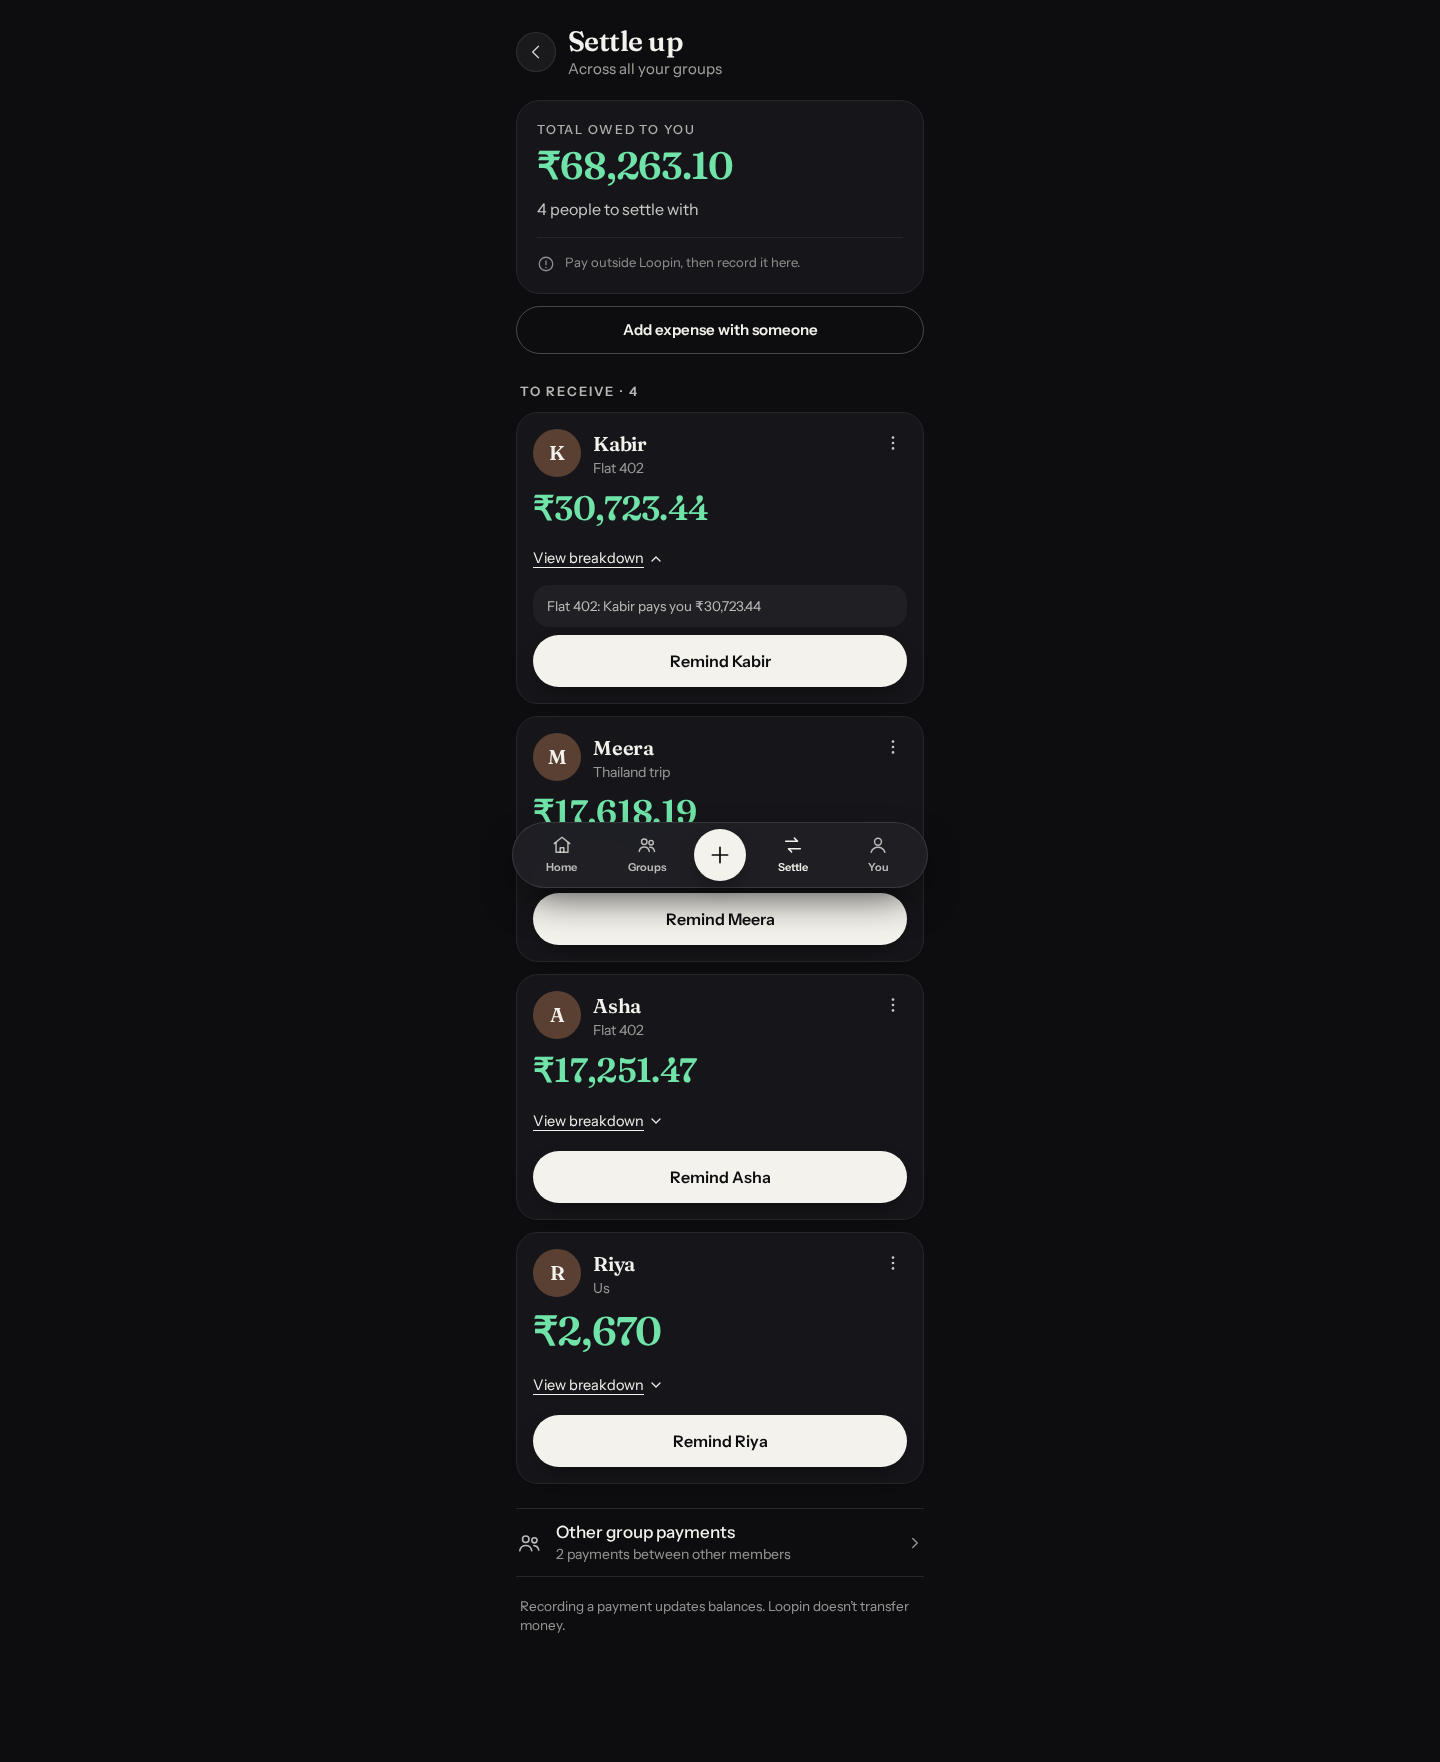 Settle up
Across all your groups
TOTAL OWED TO YOU
₹68,263.10
4 people to settle with
Pay outside Loopin, then record it here.
Add expense with someone
TO RECEIVE · 4
K
Kabir
Flat 402
₹30,723.44
View breakdown
Flat 402: Kabir pays you ₹30,723.44
Remind Kabir
M
Meera
Thailand trip
₹17,618.19
Home
Groups
Settle
You
Remind Meera
A
Asha
Flat 402
₹17,251.47
View breakdown
Remind Asha
R
Riya
Us
₹2,670
View breakdown
Remind Riya
Other group payments
2 payments between other members
Recording a payment updates balances. Loopin doesn't transfer
money.